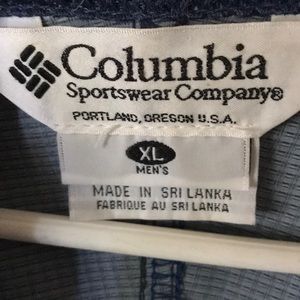 Columbia
Sportswear Company®
PORTLAND, OREGON U.S.A.
XL
MEN'S
MADE IN SRI LANKA
FABRIQUE AU SRI LANKA